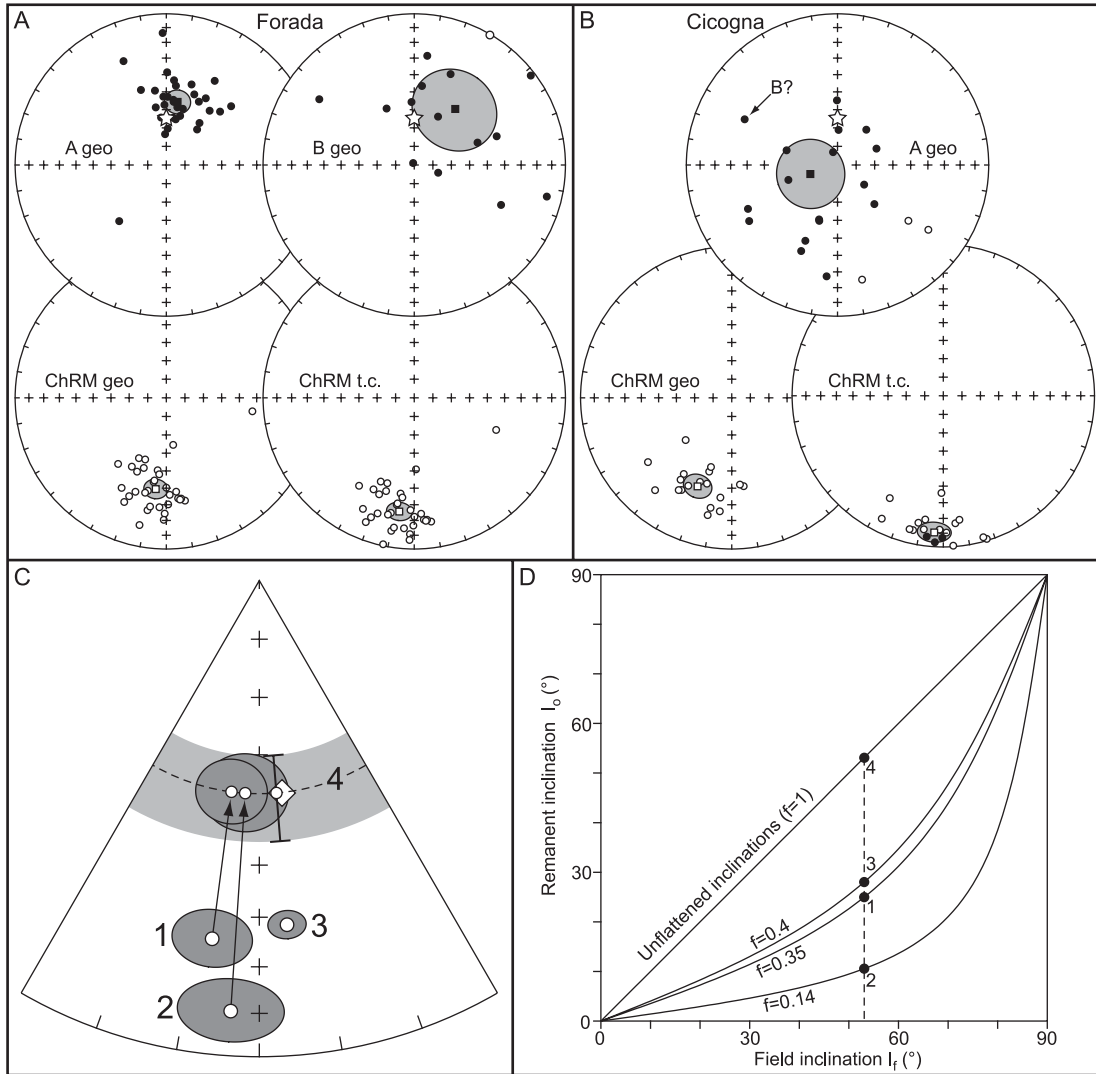 A
Forada
A geo
B geo
ChRM geo
ChRM t.c.
B
Cicogna
B?
A geo
ChRM geo
ChRM t.c.
C
4
1
3
2
D
90
60
30
0
Remanent inclination Iₒ (°)
Unflattened inclinations (f=1)
4
3
1
2
f=0.4
f=0.35
f=0.14
0
30
60
90
Field inclination I_f (°)